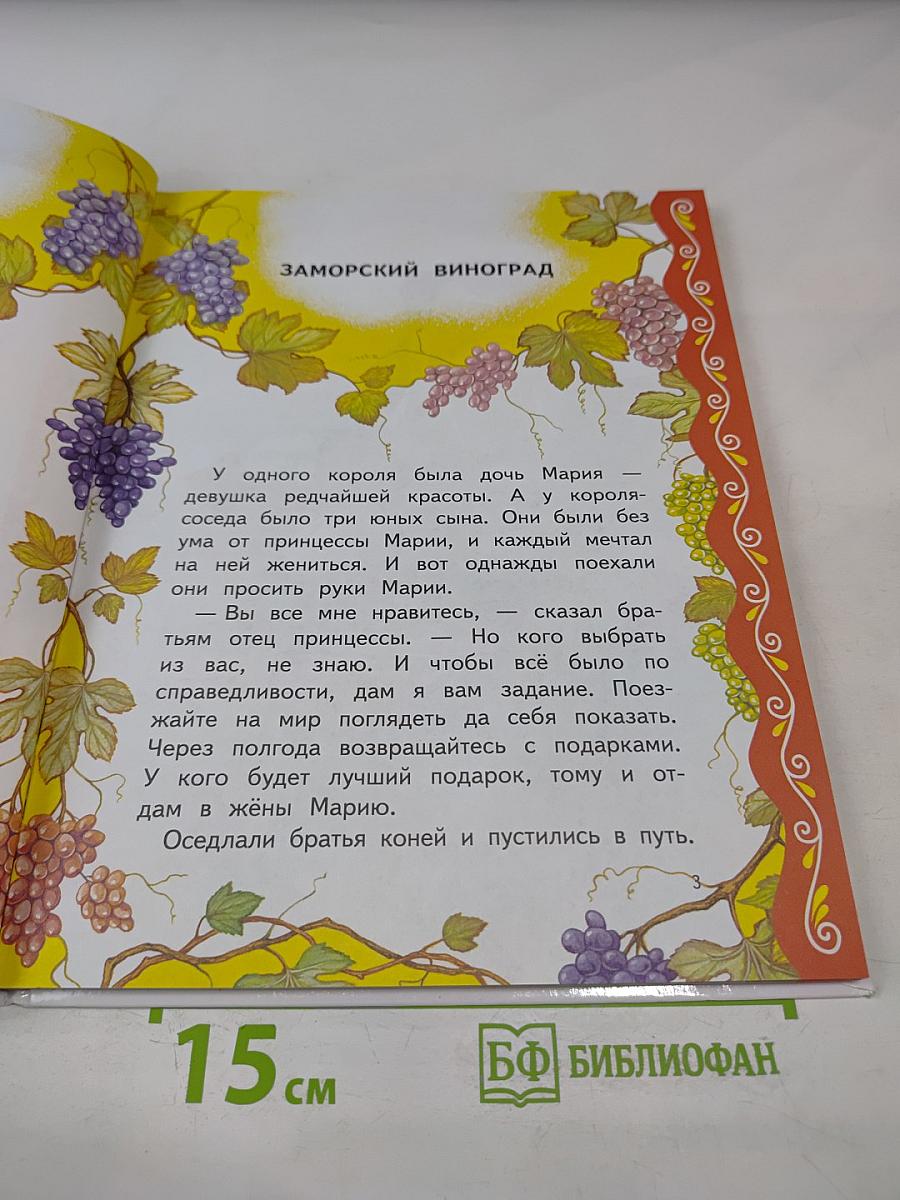 ЗАМОРСКИЙ ВИНОГРАД
У одного короля была дочь Мария —
девушка редчайшей красоты. А у короля-
соседа было три юных сына. Они были без
ума от принцессы Марии, и каждый мечтал
на ней жениться. И вот однажды поехали
они просить руки Марии.
— Вы все мне нравитесь, — сказал бра-
тьям отец принцессы. — Но кого выбрать
из вас, не знаю. И чтобы всё было по
справедливости, дам я вам задание. Поез-
жайте на мир поглядеть да себя показать.
Через полгода возвращайтесь с подарками.
У кого будет лучший подарок, тому и от-
дам в жёны Марию.
Оседлали братья коней и пустились в путь.
3
15 см
БФ БИБЛИОФАН